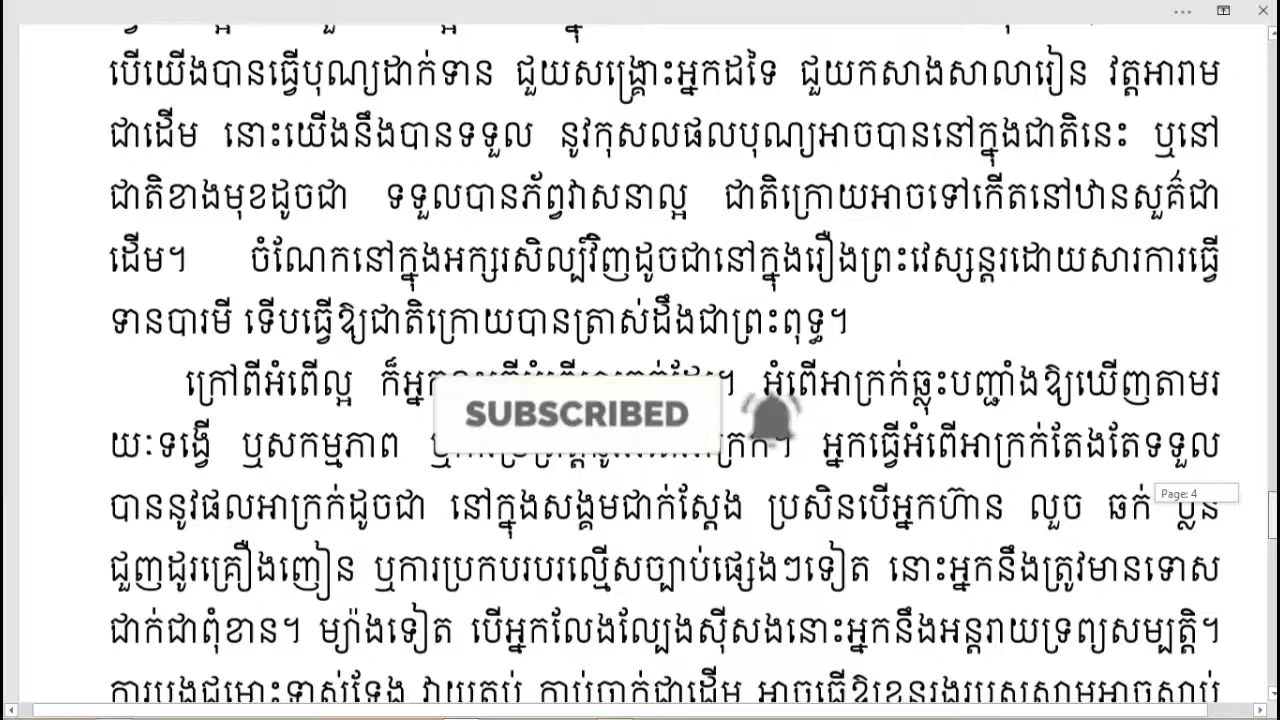 បើយើងបានធ្វើបុណ្យដាក់ទាន ជួយសង្គ្រោះអ្នកដទៃ ជួយកសាងសាលារៀន វត្តអារាម
ជាដើម នោះយើងនឹងបានទទួល នូវកុសលផលបុណ្យអាចបាននៅក្នុងជាតិនេះ ឬនៅ
ជាតិខាងមុខដូចជា ទទួលបានភ័ព្វវាសនាល្អ ជាតិក្រោយអាចទៅកើតនៅឋានសួគ៌ជា
ដើម។ ចំណែកនៅក្នុងអក្សរសិល្ប៍វិញដូចជានៅក្នុងរឿងព្រះវេស្សន្តរដោយសារការធ្វើ
ទានបារមី ទើបធ្វើឱ្យជាតិក្រោយបានត្រាស់ដឹងជាព្រះពុទ្ធ។
ក្រៅពីអំពើល្អ ក៏អ្នក អំពើអាក្រក់ឆ្លុះបញ្ជាំងឱ្យឃើញតាមរ
SUBSCRIBED
យៈទង្វើ ឬសកម្មភាព អ្នកធ្វើអំពើអាក្រក់តែងតែទទួល
បាននូវផលអាក្រក់ដូចជា នៅក្នុងសង្គមជាក់ស្តែង ប្រសិនបើអ្នកហ៊ាន លួច ឆក់ ប្លន់
Page: 4
ជួញដូរគ្រឿងញៀន ឬការប្រកបរបរល្មើសច្បាប់ផ្សេងៗទៀត នោះអ្នកនឹងត្រូវមានទោស
ជាក់ជាពុំខាន។ ម្យ៉ាងទៀត បើអ្នកលែងល្បែងស៊ីសងនោះអ្នកនឹងអន្តរាយទ្រព្យសម្បត្តិ។